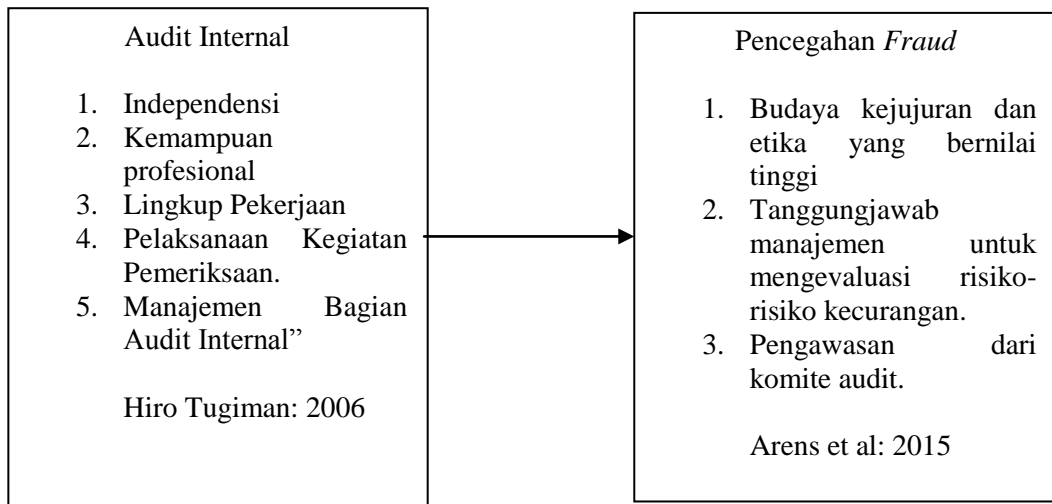 Audit Internal
1. Independensi
2. Kemampuan
profesional
3. Lingkup Pekerjaan
4. Pelaksanaan Kegiatan
Pemeriksaan.
5. Manajemen Bagian
Audit Internal”
Hiro Tugiman: 2006
Pencegahan Fraud
1. Budaya kejujuran dan
etika yang bernilai
tinggi
2. Tanggungjawab
manajemen untuk
mengevaluasi risiko-
risiko kecurangan.
3. Pengawasan dari
komite audit.
Arens et al: 2015